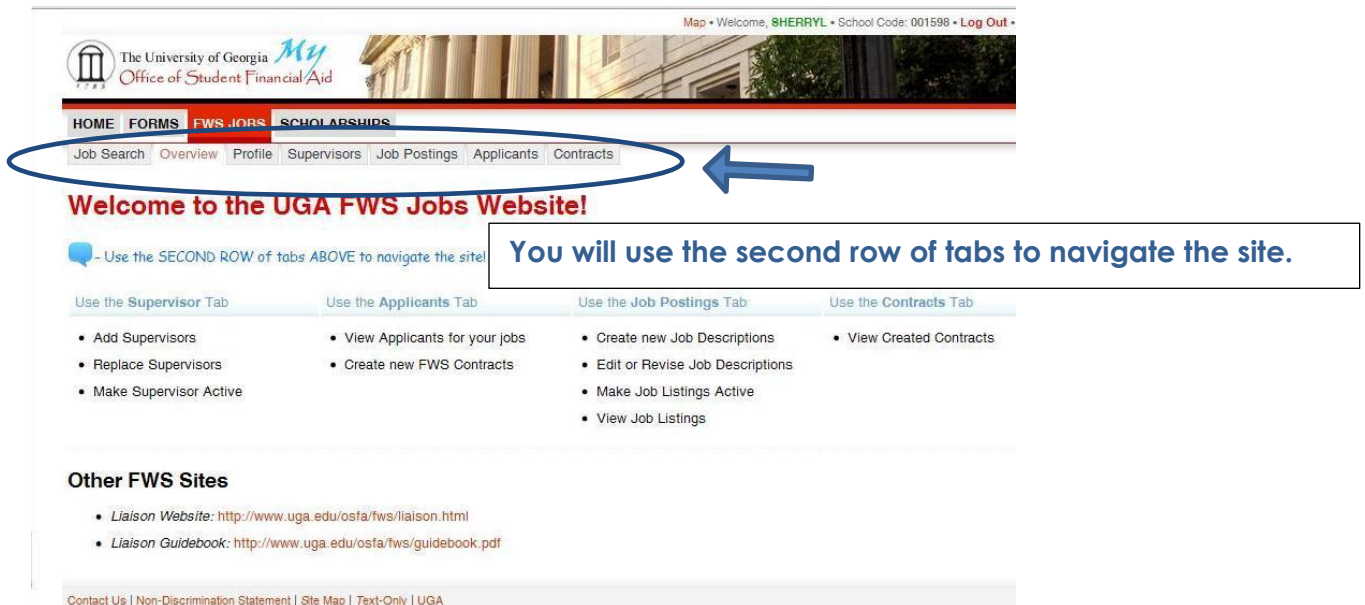 Map • Welcome, SHERRYL • School Code: 001598 • Log Out •
The University of Georgia My
Office of Student Financial Aid
1785
HOME FORMS FWS JOBS SCHOLARSHIPS
Job Search Overview Profile Supervisors Job Postings Applicants Contracts
Welcome to the UGA FWS Jobs Website!
- Use the SECOND ROW of tabs ABOVE to navigate the site!
You will use the second row of tabs to navigate the site.
Use the Supervisor Tab Use the Applicants Tab Use the Job Postings Tab Use the Contracts Tab
• Add Supervisors • View Applicants for your jobs • Create new Job Descriptions • View Created Contracts
• Replace Supervisors • Create new FWS Contracts • Edit or Revise Job Descriptions
• Make Supervisor Active • Make Job Listings Active
• View Job Listings
Other FWS Sites
• Liaison Website: http://www.uga.edu/osfa/fws/liaison.html
• Liaison Guidebook: http://www.uga.edu/osfa/fws/guidebook.pdf
Contact Us | Non-Discrimination Statement | Site Map | Text-Only | UGA